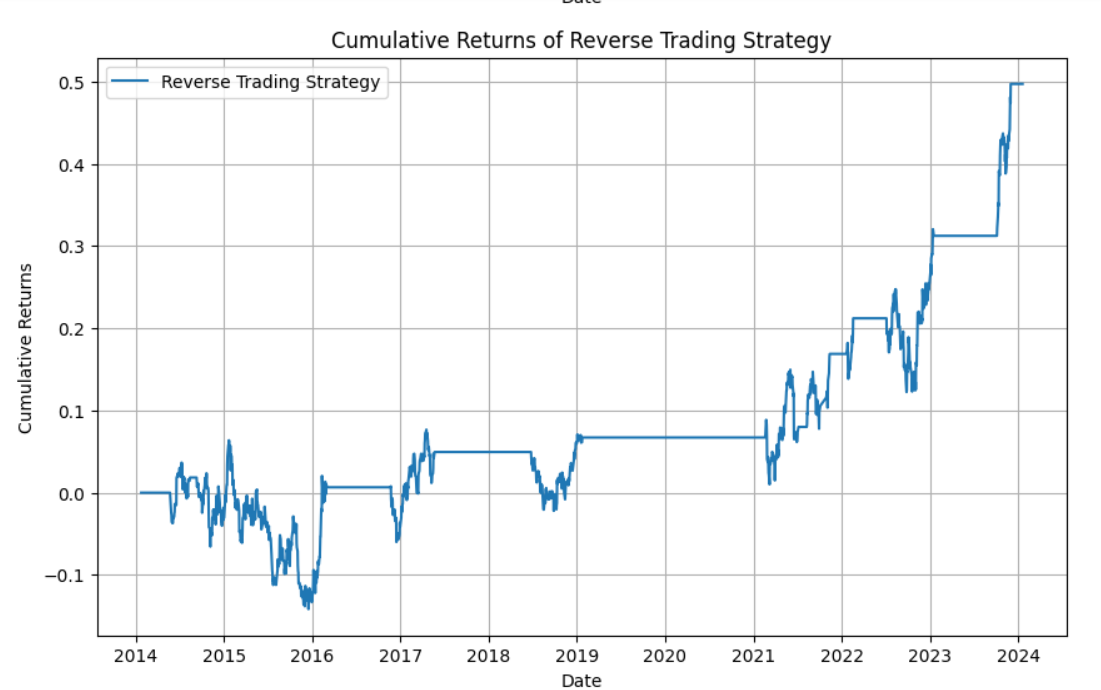 Date
Cumulative Returns of Reverse Trading Strategy
Reverse Trading Strategy
0.5
0.4
0.3
0.2
0.1
0.0
−0.1
Cumulative Returns
2014 2015 2016 2017 2018 2019 2020 2021 2022 2023 2024
Date